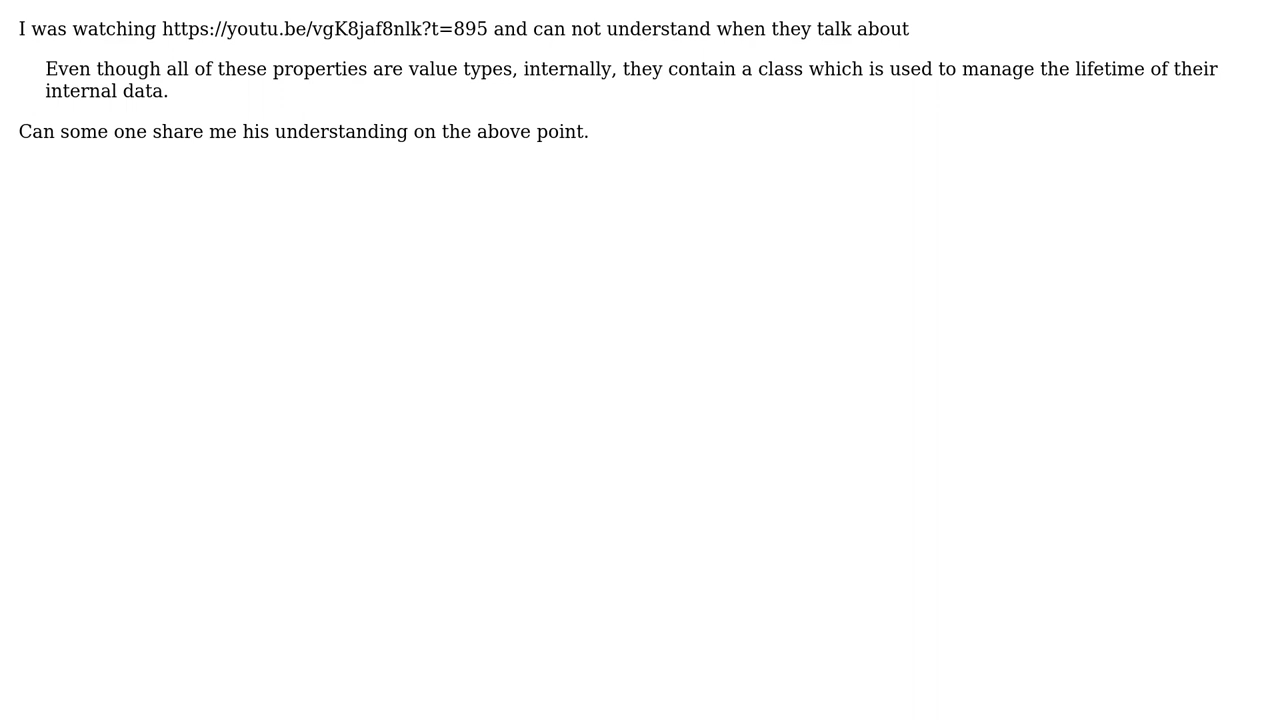 I was watching https://youtu.be/vgK8jaf8nlk?t=895 and can not understand when they talk about
Even though all of these properties are value types, internally, they contain a class which is used to manage the lifetime of their
internal data.
Can some one share me his understanding on the above point.